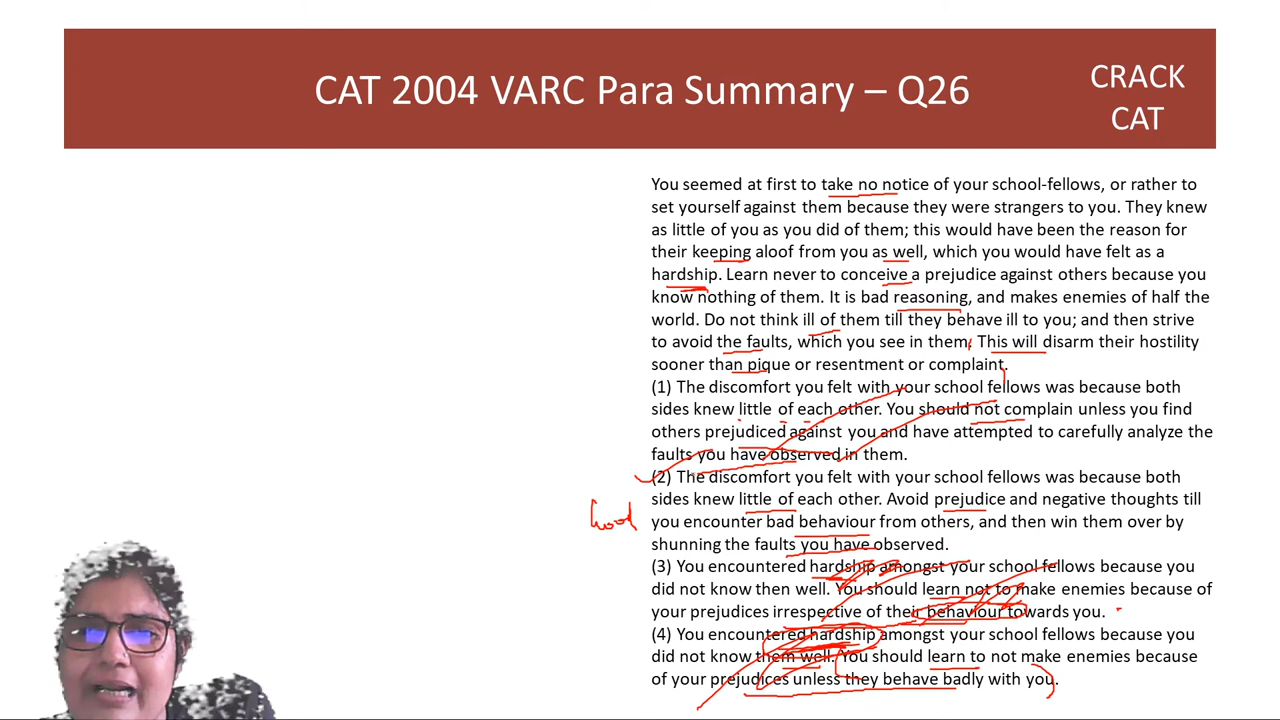 CAT 2004 VARC Para Summary – Q26
CRACK
CAT
You seemed at first to take no notice of your school-fellows, or rather to
set yourself against them because they were strangers to you. They knew
as little of you as you did of them; this would have been the reason for
their keeping aloof from you as well, which you would have felt as a
hardship. Learn never to conceive a prejudice against others because you
know nothing of them. It is bad reasoning, and makes enemies of half the
world. Do not think ill of them till they behave ill to you; and then strive
to avoid the faults, which you see in them. This will disarm their hostility
sooner than pique or resentment or complaint.
(1) The discomfort you felt with your school fellows was because both
sides knew little of each other. You should not complain unless you find
others prejudiced against you and have attempted to carefully analyze the
faults you have observed in them.
(2) The discomfort you felt with your school fellows was because both
sides knew little of each other. Avoid prejudice and negative thoughts till
Good
you encounter bad behaviour from others, and then win them over by
shunning the faults you have observed.
(3) You encountered hardship amongst your school fellows because you
did not know then well. You should learn not to make enemies because of
your prejudices irrespective of their behaviour towards you.
(4) You encountered hardship amongst your school fellows because you
did not know them well. You should learn to not make enemies because
of your prejudices unless they behave badly with you.